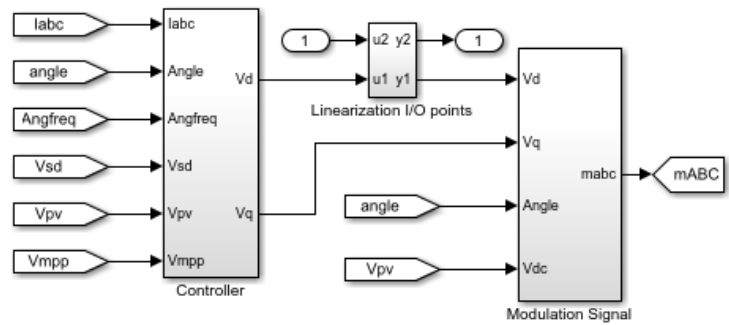 Iabc
angle
Angfreq
Vsd
Vpv
Vmpp
Iabc
Angle
Angfreq
Vsd
Vpv
Vmpp
Vd
Vq
Controller
1
u2 y2
u1 y1
1
Linearization I/O points
angle
Vpv
Vd
Vq
Angle
Vdc
mabc
Modulation Signal
mABC